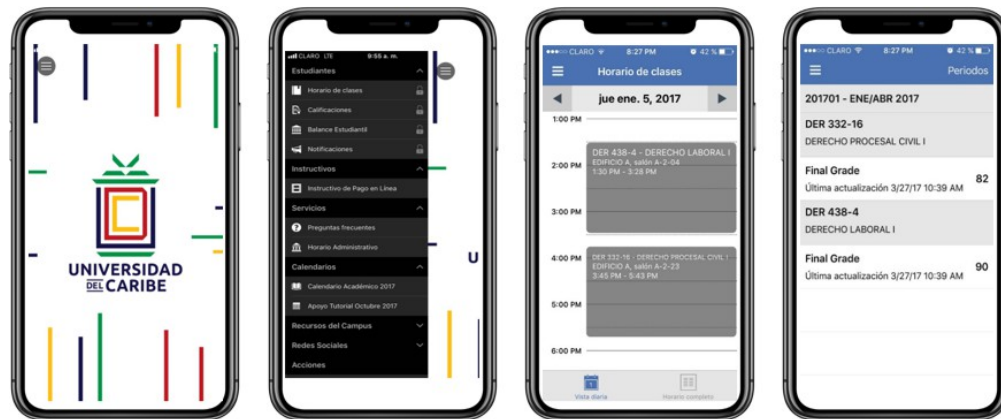 UNIVERSIDAD
DEL CARIBE
CLARO LTE 9:55 a. m.
Estudiantes
Horario de clases
Calificaciones
Balance Estudiantil
Notificaciones
Instructivos
Instructivo de Pago en Línea
Servicios
Preguntas frecuentes
Horario Administrativo
Calendarios
Calendario Académico 2017
Apoyo Tutorial Octubre 2017
Recursos del Campus
Redes Sociales
Acciones
U
CLARO 8:27 PM 42 %
Horario de clases
jue ene. 5, 2017
1:00 PM
DER 438-4 - DERECHO LABORAL I
EDIFICIO A, salón A-2-04
2:00 PM
1:30 PM - 3:28 PM
3:00 PM
4:00 PM
DER 332-16 - DERECHO PROCESAL CIVIL I
EDIFICIO A, salón A-2-23
3:45 PM - 5:43 PM
5:00 PM
6:00 PM
1
Vista diaria
Horario completo
CLARO 8:27 PM 42 %
Periodos
201701 - ENE/ABR 2017
DER 332-16
DERECHO PROCESAL CIVIL I
Final Grade
82
Última actualización 3/27/17 10:39 AM
DER 438-4
DERECHO LABORAL I
Final Grade
90
Última actualización 3/27/17 10:39 AM